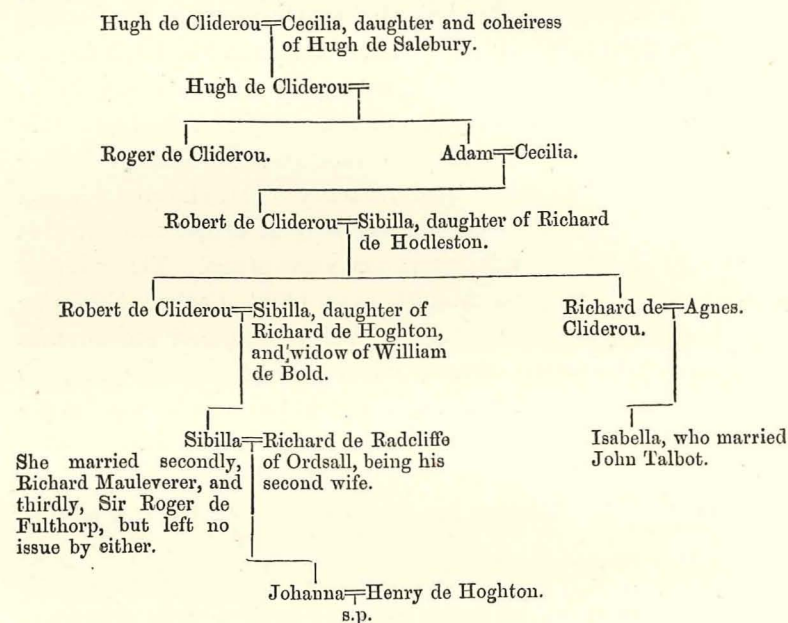 Hugh de Cliderou=Cecilia, daughter and coheiress
of Hugh de Salebury.
Hugh de Cliderou=
Roger de Cliderou.
Adam=Cecilia.
Robert de Cliderou=Sibilla, daughter of Richard
de Hodleston.
Robert de Cliderou=Sibilla, daughter of
Richard de Hoghton,
and widow of William
de Bold.
Richard de=Agnes.
Cliderou.
Sibilla=Richard de Radcliffe
of Ordsall, being his
second wife.
She married secondly,
Richard Mauleverer, and
thirdly, Sir Roger de
Fulthorp, but left no
issue by either.
Isabella, who married
John Talbot.
Johanna=Henry de Hoghton.
s.p.